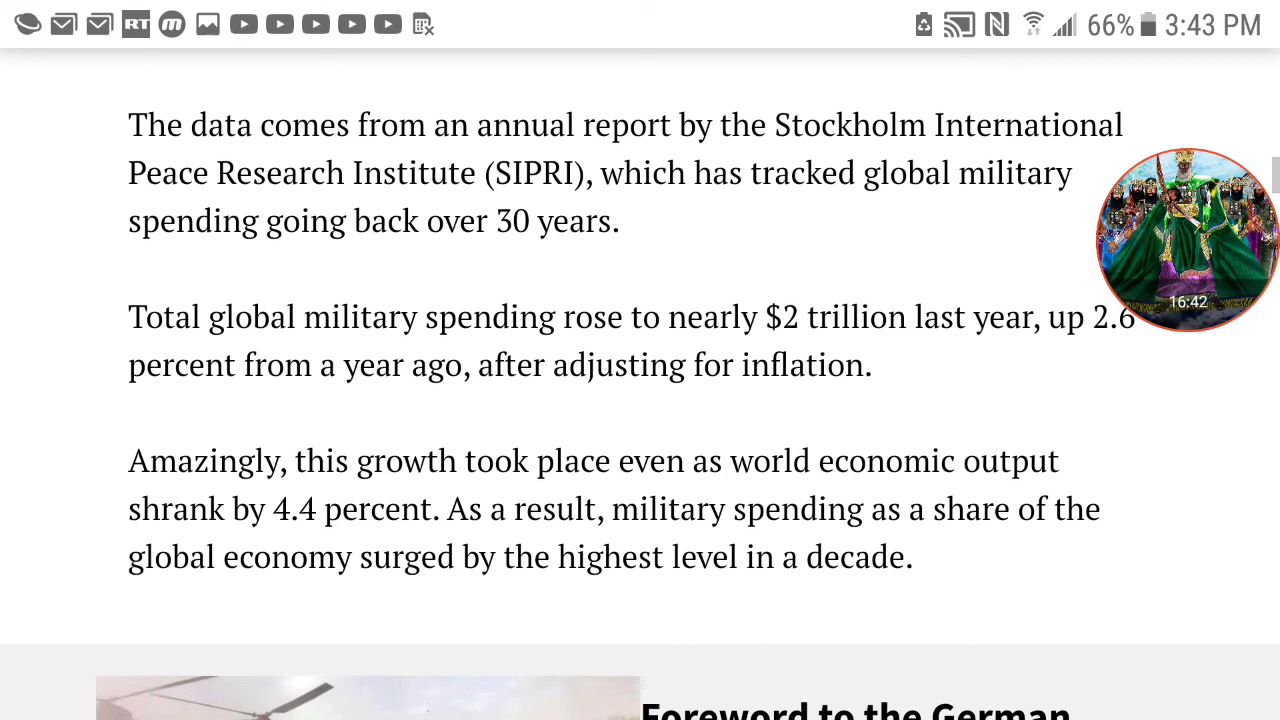 RT m 66% 3:43 PM
The data comes from an annual report by the Stockholm International
Peace Research Institute (SIPRI), which has tracked global military
spending going back over 30 years.
16:42
Total global military spending rose to nearly $2 trillion last year, up 2.6
percent from a year ago, after adjusting for inflation.
Amazingly, this growth took place even as world economic output
shrank by 4.4 percent. As a result, military spending as a share of the
global economy surged by the highest level in a decade.
Foreword to the German